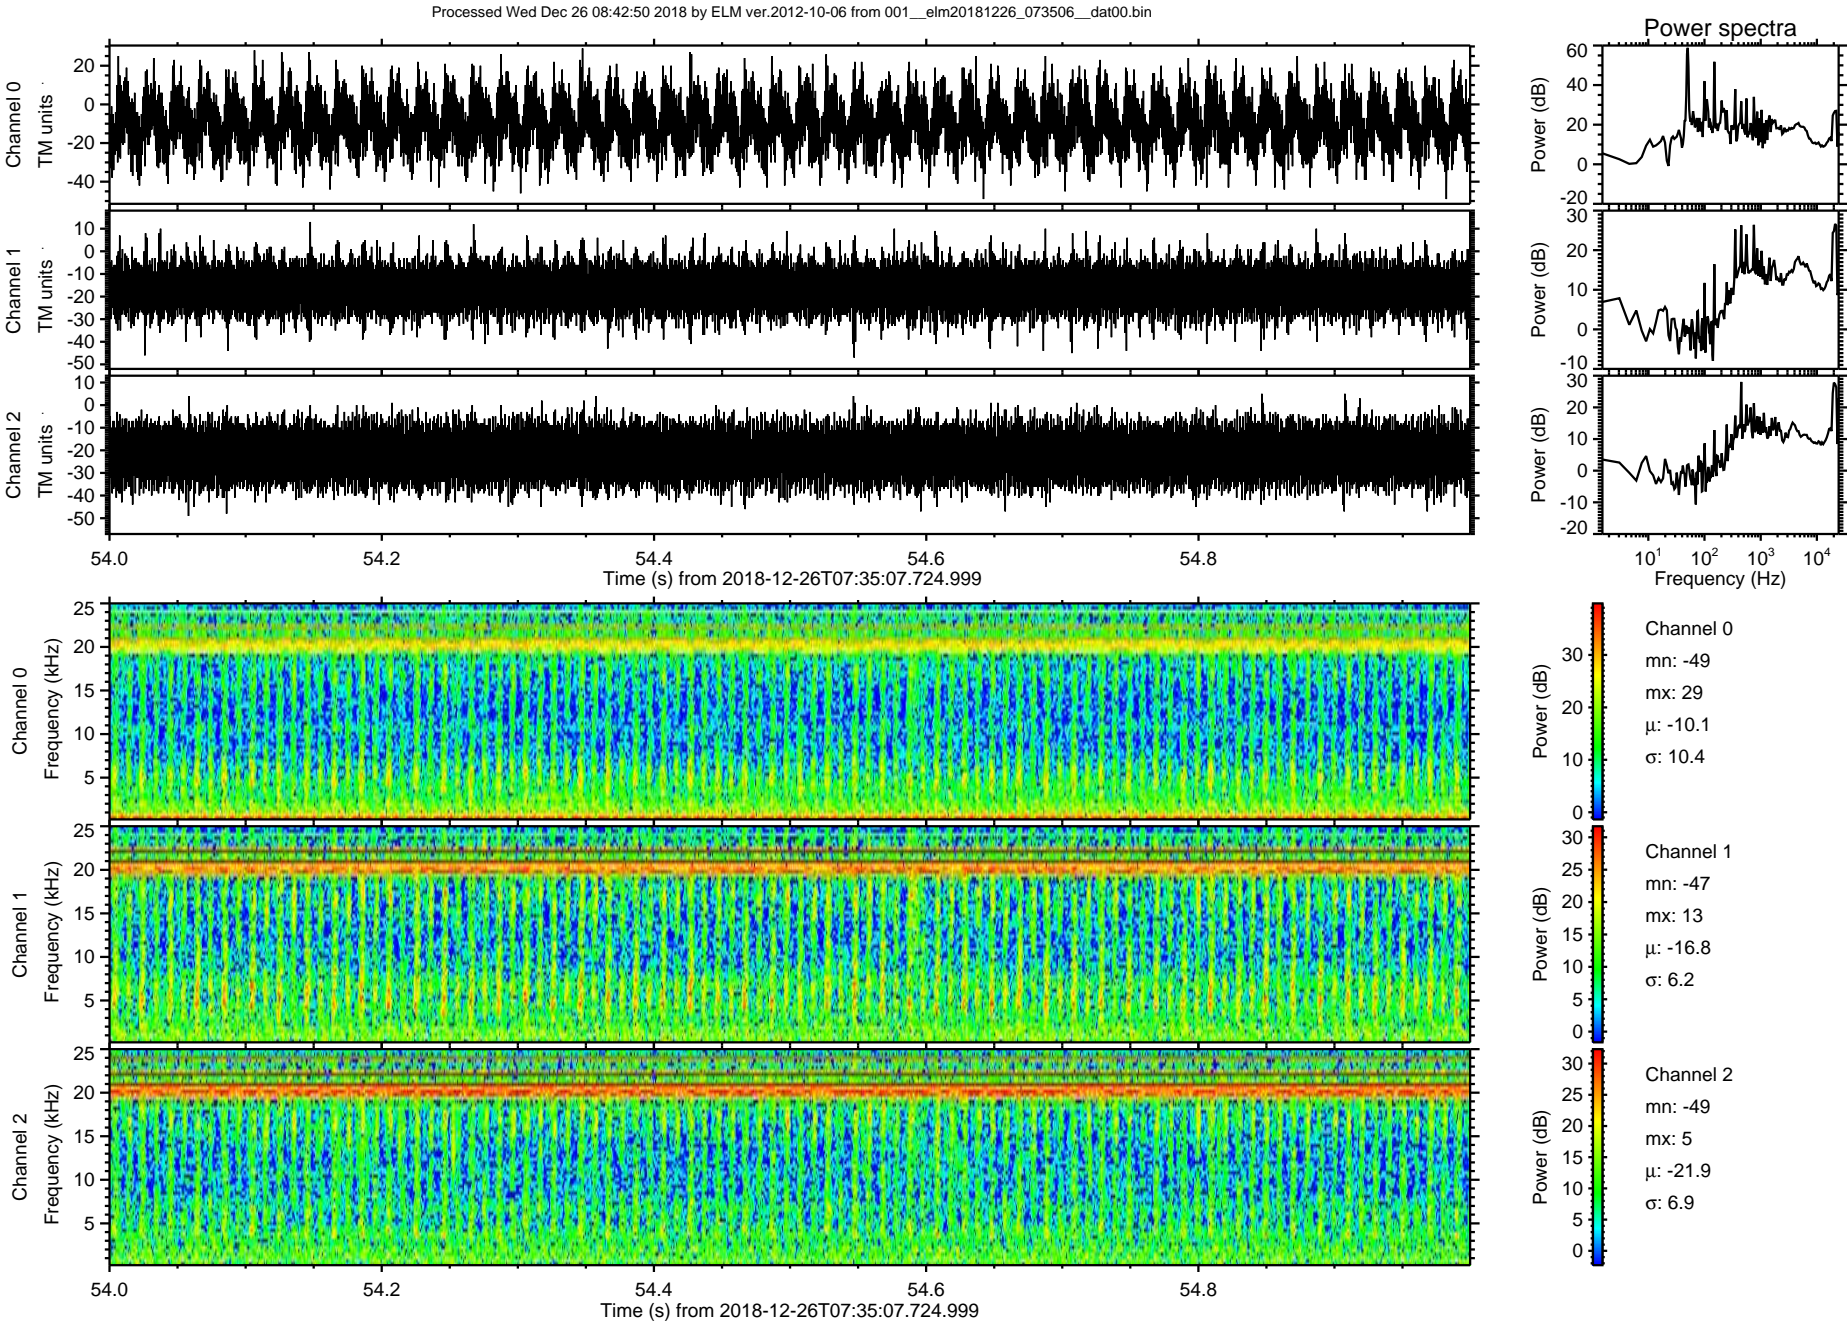 Processed Wed Dec 26 08:42:50 2018 by ELM ver.2012-10-06 from 001__elm20181226_073506__dat00.bin
Power spectra
Channel 0
TM units
20
0
-20
-40
Power (dB)
60
40
20
0
-20
Channel 1
TM units
10
0
-10
-20
-30
-40
-50
Power (dB)
30
20
10
0
-10
Channel 2
TM units
10
0
-10
-20
-30
-40
-50
Power (dB)
30
20
10
0
-10
-20
54.0 54.2 54.4 54.6 54.8
Time (s) from 2018-12-26T07:35:07.724.999
10¹ 10² 10³ 10⁴
Frequency (Hz)
Channel 0
Frequency (kHz)
25
20
15
10
5
Power (dB)
30
20
10
0
Channel 0
mn: -49
mx: 29
μ: -10.1
σ: 10.4
Channel 1
Frequency (kHz)
25
20
15
10
5
Power (dB)
30
25
20
15
10
5
0
Channel 1
mn: -47
mx: 13
μ: -16.8
σ: 6.2
Channel 2
Frequency (kHz)
25
20
15
10
5
Power (dB)
30
25
20
15
10
5
0
Channel 2
mn: -49
mx: 5
μ: -21.9
σ: 6.9
54.0 54.2 54.4 54.6 54.8
Time (s) from 2018-12-26T07:35:07.724.999